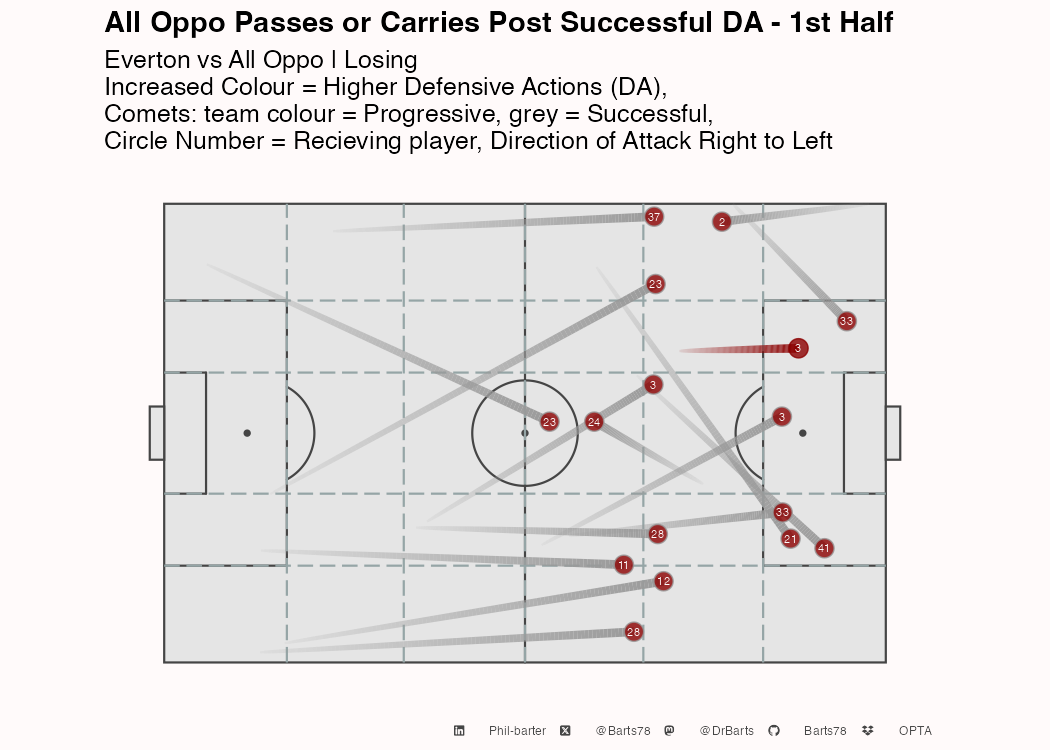 All Oppo Passes or Carries Post Successful DA - 1st Half
Everton vs All Oppo | Losing
Increased Colour = Higher Defensive Actions (DA),
Comets: team colour = Progressive, grey = Successful,
Circle Number = Recieving player, Direction of Attack Right to Left
37
2
23
33
3
3
23
24
3
33
28
21
41
11
12
28
Phil-barter @Barts78 @DrBarts Barts78 OPTA